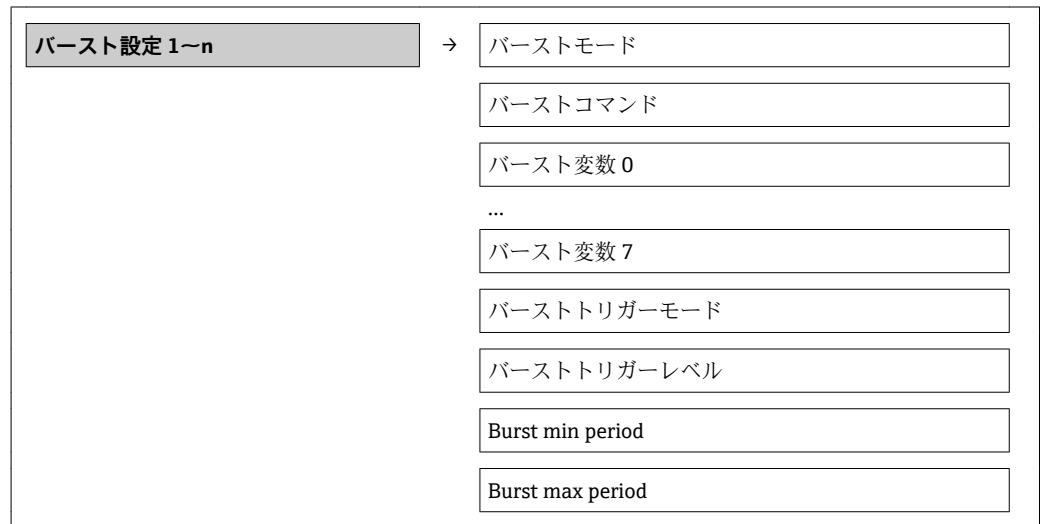 バースト設定 1～n → バーストモード
バーストコマンド
バースト変数 0
...
バースト変数 7
バーストトリガーモード
バーストトリガーレベル
Burst min period
Burst max period